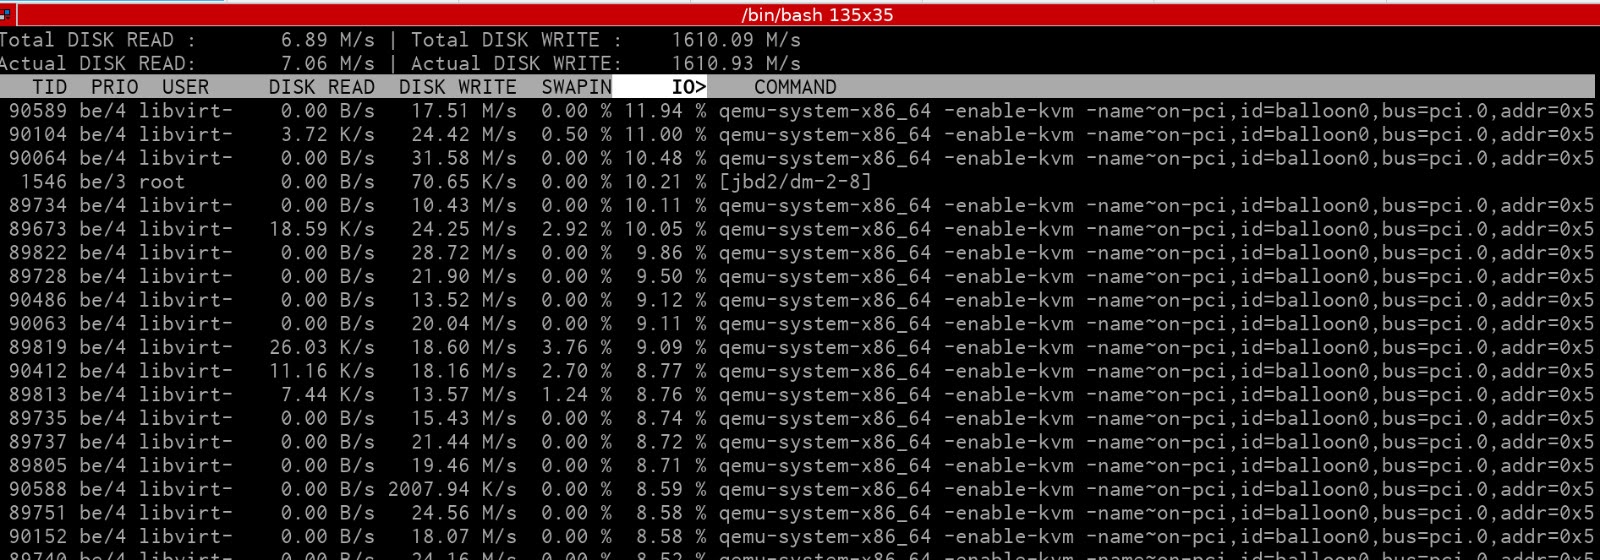 /bin/bash 135x35
Total DISK READ :       6.89 M/s | Total DISK WRITE :    1610.09 M/s
Actual DISK READ:       7.06 M/s | Actual DISK WRITE:    1610.93 M/s
TID  PRIO  USER     DISK READ  DISK WRITE  SWAPIN     IO>    COMMAND
90589 be/4 libvirt-    0.00 B/s   17.51 M/s  0.00 % 11.94 % qemu-system-x86_64 -enable-kvm -name~on-pci,id=balloon0,bus=pci.0,addr=0x5
90104 be/4 libvirt-    3.72 K/s   24.42 M/s  0.50 % 11.00 % qemu-system-x86_64 -enable-kvm -name~on-pci,id=balloon0,bus=pci.0,addr=0x5
90064 be/4 libvirt-    0.00 B/s   31.58 M/s  0.00 % 10.48 % qemu-system-x86_64 -enable-kvm -name~on-pci,id=balloon0,bus=pci.0,addr=0x5
1546 be/3 root        0.00 B/s   70.65 K/s  0.00 % 10.21 % [jbd2/dm-2-8]
89734 be/4 libvirt-    0.00 B/s   10.43 M/s  0.00 % 10.11 % qemu-system-x86_64 -enable-kvm -name~on-pci,id=balloon0,bus=pci.0,addr=0x5
89673 be/4 libvirt-   18.59 K/s   24.25 M/s  2.92 % 10.05 % qemu-system-x86_64 -enable-kvm -name~on-pci,id=balloon0,bus=pci.0,addr=0x5
89822 be/4 libvirt-    0.00 B/s   28.72 M/s  0.00 %  9.86 % qemu-system-x86_64 -enable-kvm -name~on-pci,id=balloon0,bus=pci.0,addr=0x5
89728 be/4 libvirt-    0.00 B/s   21.90 M/s  0.00 %  9.50 % qemu-system-x86_64 -enable-kvm -name~on-pci,id=balloon0,bus=pci.0,addr=0x5
90486 be/4 libvirt-    0.00 B/s   13.52 M/s  0.00 %  9.12 % qemu-system-x86_64 -enable-kvm -name~on-pci,id=balloon0,bus=pci.0,addr=0x5
90063 be/4 libvirt-    0.00 B/s   20.04 M/s  0.00 %  9.11 % qemu-system-x86_64 -enable-kvm -name~on-pci,id=balloon0,bus=pci.0,addr=0x5
89819 be/4 libvirt-   26.03 K/s   18.60 M/s  3.76 %  9.09 % qemu-system-x86_64 -enable-kvm -name~on-pci,id=balloon0,bus=pci.0,addr=0x5
90412 be/4 libvirt-   11.16 K/s   18.16 M/s  2.70 %  8.77 % qemu-system-x86_64 -enable-kvm -name~on-pci,id=balloon0,bus=pci.0,addr=0x5
89813 be/4 libvirt-    7.44 K/s   13.57 M/s  1.24 %  8.76 % qemu-system-x86_64 -enable-kvm -name~on-pci,id=balloon0,bus=pci.0,addr=0x5
89735 be/4 libvirt-    0.00 B/s   15.43 M/s  0.00 %  8.74 % qemu-system-x86_64 -enable-kvm -name~on-pci,id=balloon0,bus=pci.0,addr=0x5
89737 be/4 libvirt-    0.00 B/s   21.44 M/s  0.00 %  8.72 % qemu-system-x86_64 -enable-kvm -name~on-pci,id=balloon0,bus=pci.0,addr=0x5
89805 be/4 libvirt-    0.00 B/s   19.46 M/s  0.00 %  8.71 % qemu-system-x86_64 -enable-kvm -name~on-pci,id=balloon0,bus=pci.0,addr=0x5
90588 be/4 libvirt-    0.00 B/s 2007.94 K/s  0.00 %  8.59 % qemu-system-x86_64 -enable-kvm -name~on-pci,id=balloon0,bus=pci.0,addr=0x5
89751 be/4 libvirt-    0.00 B/s   24.56 M/s  0.00 %  8.58 % qemu-system-x86_64 -enable-kvm -name~on-pci,id=balloon0,bus=pci.0,addr=0x5
90152 be/4 libvirt-    0.00 B/s   18.07 M/s  0.00 %  8.58 % qemu-system-x86_64 -enable-kvm -name~on-pci,id=balloon0,bus=pci.0,addr=0x5
89740 be/4 libvirt-    0.00 B/s   24.16 M/s  0.00 %  8.52 % qemu-system-x86_64 -enable-kvm -name~on-pci,id=balloon0,bus=pci.0,addr=0x5